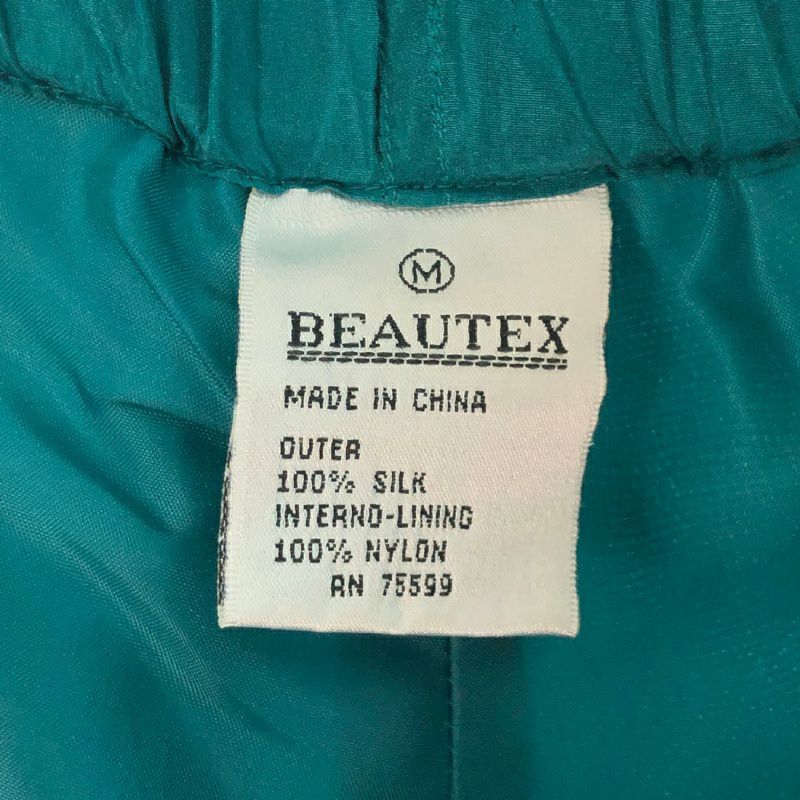 M
BEAUTEX
MADE IN CHINA
OUTER
100% SILK
INTERNO-LINING
100% NYLON
RN 75599